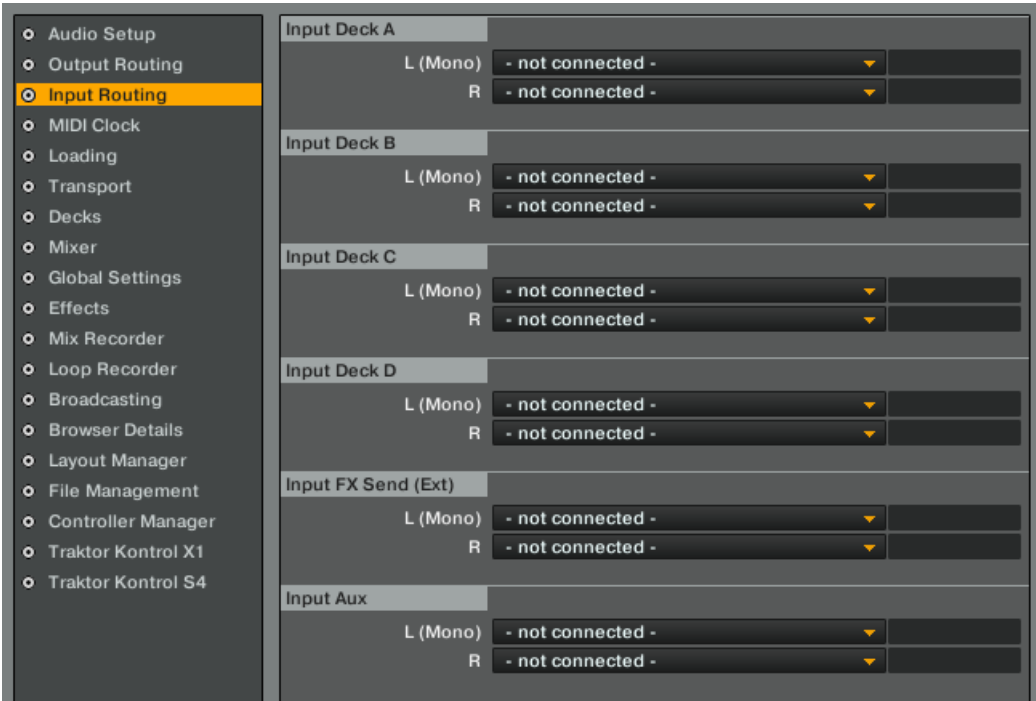 Audio Setup
Output Routing
Input Routing
MIDI Clock
Loading
Transport
Decks
Mixer
Global Settings
Effects
Mix Recorder
Loop Recorder
Broadcasting
Browser Details
Layout Manager
File Management
Controller Manager
Traktor Kontrol X1
Traktor Kontrol S4
Input Deck A
L (Mono) - not connected -
R - not connected -
Input Deck B
L (Mono) - not connected -
R - not connected -
Input Deck C
L (Mono) - not connected -
R - not connected -
Input Deck D
L (Mono) - not connected -
R - not connected -
Input FX Send (Ext)
L (Mono) - not connected -
R - not connected -
Input Aux
L (Mono) - not connected -
R - not connected -